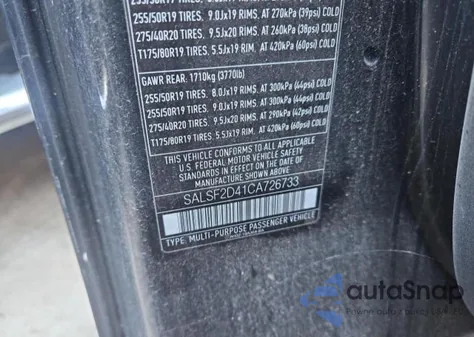 255/50R19 TIRES, 9.0Jx19 RIMS, AT 270kPa (39psi) COLD
275/40R20 TIRES, 9.5Jx20 RIMS, AT 260kPa (38psi) COLD
T175/80R19 TIRES, 5.5Jx19 RIM, AT 420kPa (60psi) COLD
GAWR REAR: 1710kg (3770lb)
255/50R19 TIRES, 8.0Jx19 RIMS, AT 300kPa (44psi) COLD
255/50R19 TIRES, 9.0Jx19 RIMS, AT 300kPa (44psi) COLD
275/40R20 TIRES, 9.5Jx20 RIMS, AT 290kPa (42psi) COLD
T175/80R19 TIRES, 5.5Jx19 RIM, AT 420kPa (60psi) COLD
THIS VEHICLE CONFORMS TO ALL APPLICABLE
U.S. FEDERAL MOTOR VEHICLE SAFETY
STANDARDS IN EFFECT ON THE DATE OF
MANUFACTURE SHOWN ABOVE.
SALSF2D41CA726733
TYPE: MULTI-PURPOSE PASSENGER VEHICLE
autoSnap